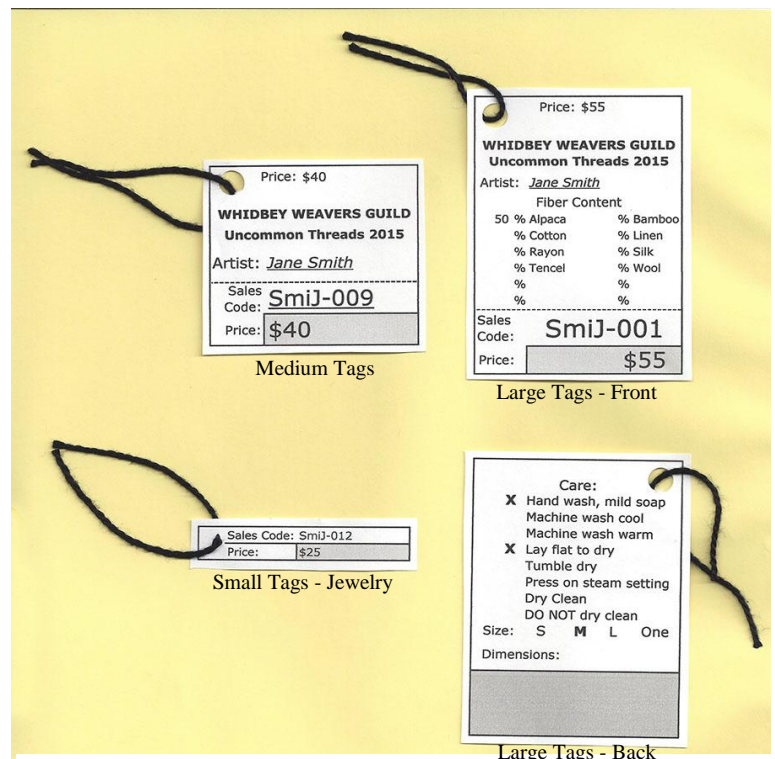 Price: $40
WHIDBEY WEAVERS GUILD
Uncommon Threads 2015
Artist: Jane Smith
Sales
Code: SmiJ-009
Price: $40
Medium Tags
Price: $55
WHIDBEY WEAVERS GUILD
Uncommon Threads 2015
Artist: Jane Smith
Fiber Content
50 % Alpaca % Bamboo
% Cotton % Linen
% Rayon % Silk
% Tencel % Wool
% %
% %
Sales
Code: SmiJ-001
Price: $55
Large Tags - Front
Sales Code: SmiJ-012
Price: $25
Small Tags - Jewelry
Care:
X Hand wash, mild soap
Machine wash cool
Machine wash warm
X Lay flat to dry
Tumble dry
Press on steam setting
Dry Clean
DO NOT dry clean
Size: S M L One
Dimensions:
Large Tags - Back